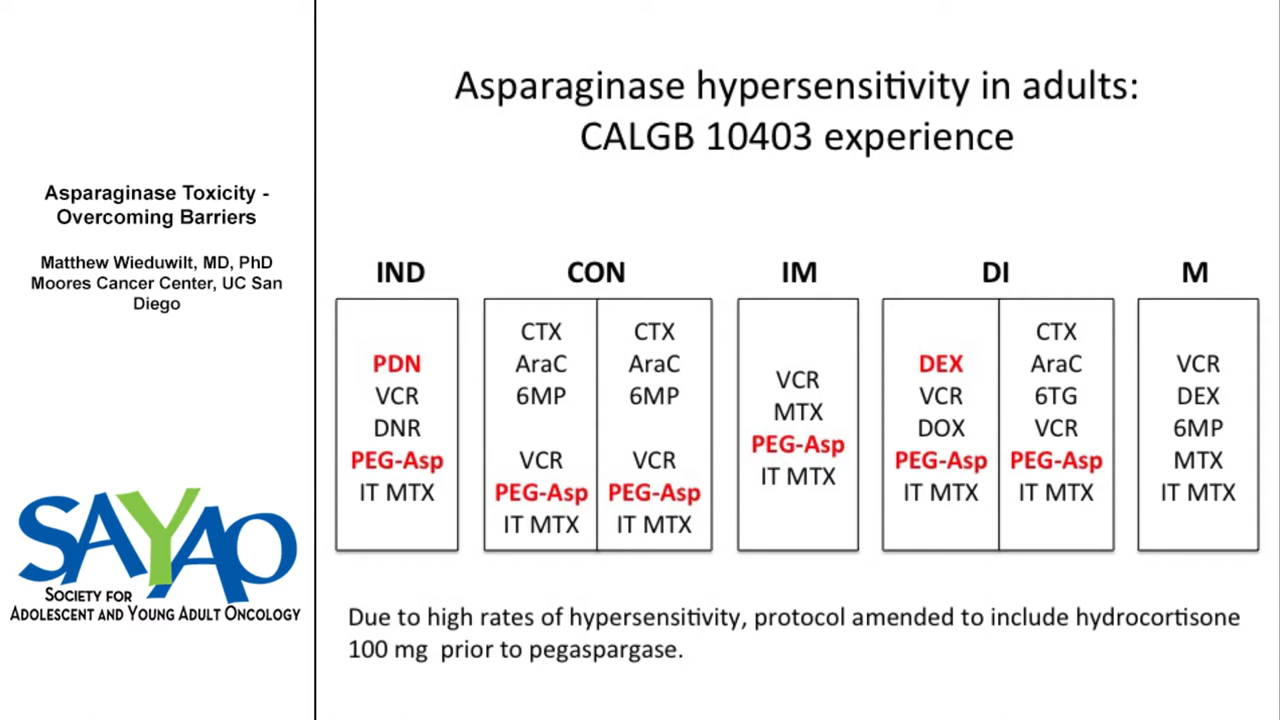 Asparaginase hypersensitivity in adults:
CALGB 10403 experience
Asparaginase Toxicity -
Overcoming Barriers
Matthew Wieduwilt, MD, PhD
Moores Cancer Center, UC San
Diego
SAYAO
SOCIETY FOR
ADOLESCENT AND YOUNG ADULT ONCOLOGY
IND
PDN
VCR
DNR
PEG-Asp
IT MTX
CON
CTX
AraC
6MP
VCR
PEG-Asp
IT MTX
CTX
AraC
6MP
VCR
PEG-Asp
IT MTX
IM
VCR
MTX
PEG-Asp
IT MTX
DI
DEX
VCR
DOX
PEG-Asp
IT MTX
CTX
AraC
6TG
VCR
PEG-Asp
IT MTX
M
VCR
DEX
6MP
MTX
IT MTX
Due to high rates of hypersensitivity, protocol amended to include hydrocortisone
100 mg prior to pegaspargase.